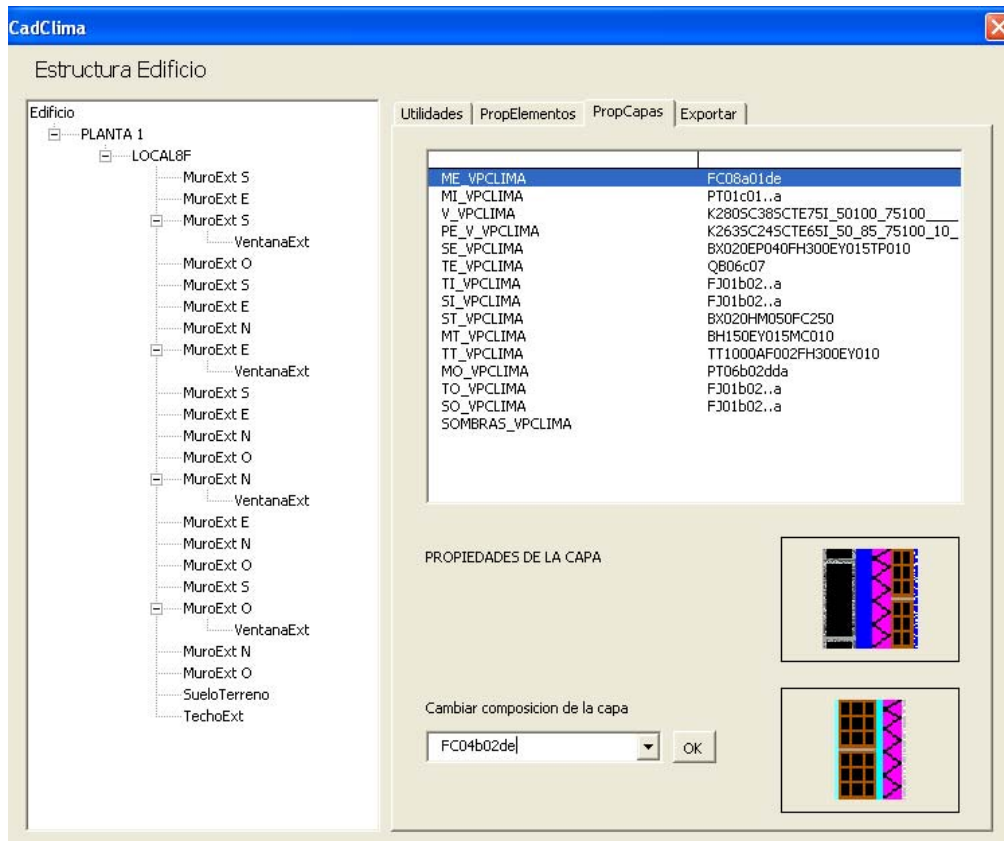 CadClima
Estructura Edificio
Edificio
PLANTA 1
LOCAL8F
MuroExt S
MuroExt E
MuroExt S
VentanaExt
MuroExt O
MuroExt S
MuroExt E
MuroExt N
MuroExt E
VentanaExt
MuroExt S
MuroExt E
MuroExt N
MuroExt O
MuroExt N
VentanaExt
MuroExt E
MuroExt N
MuroExt O
MuroExt S
MuroExt O
VentanaExt
MuroExt N
MuroExt O
SueloTerreno
TechoExt
Utilidades PropElementos PropCapas Exportar
ME_VPCLIMA FC08a01de
MI_VPCLIMA PT01c01..a
V_VPCLIMA K280SC38SCTE75I_50100_75100____
PE_V_VPCLIMA K263SC24SCTE65I_50_85_75100_10_
SE_VPCLIMA BX020EP040FH300EY015TP010
TE_VPCLIMA QB06c07
TI_VPCLIMA FJ01b02..a
SI_VPCLIMA FJ01b02..a
ST_VPCLIMA BX020HM050FC250
MT_VPCLIMA BH150EY015MC010
TT_VPCLIMA TT1000AF002FH300EY010
MO_VPCLIMA PT06b02dda
TO_VPCLIMA FJ01b02..a
SO_VPCLIMA FJ01b02..a
SOMBRAS_VPCLIMA
PROPIEDADES DE LA CAPA
Cambiar composicion de la capa
FC04b02de OK